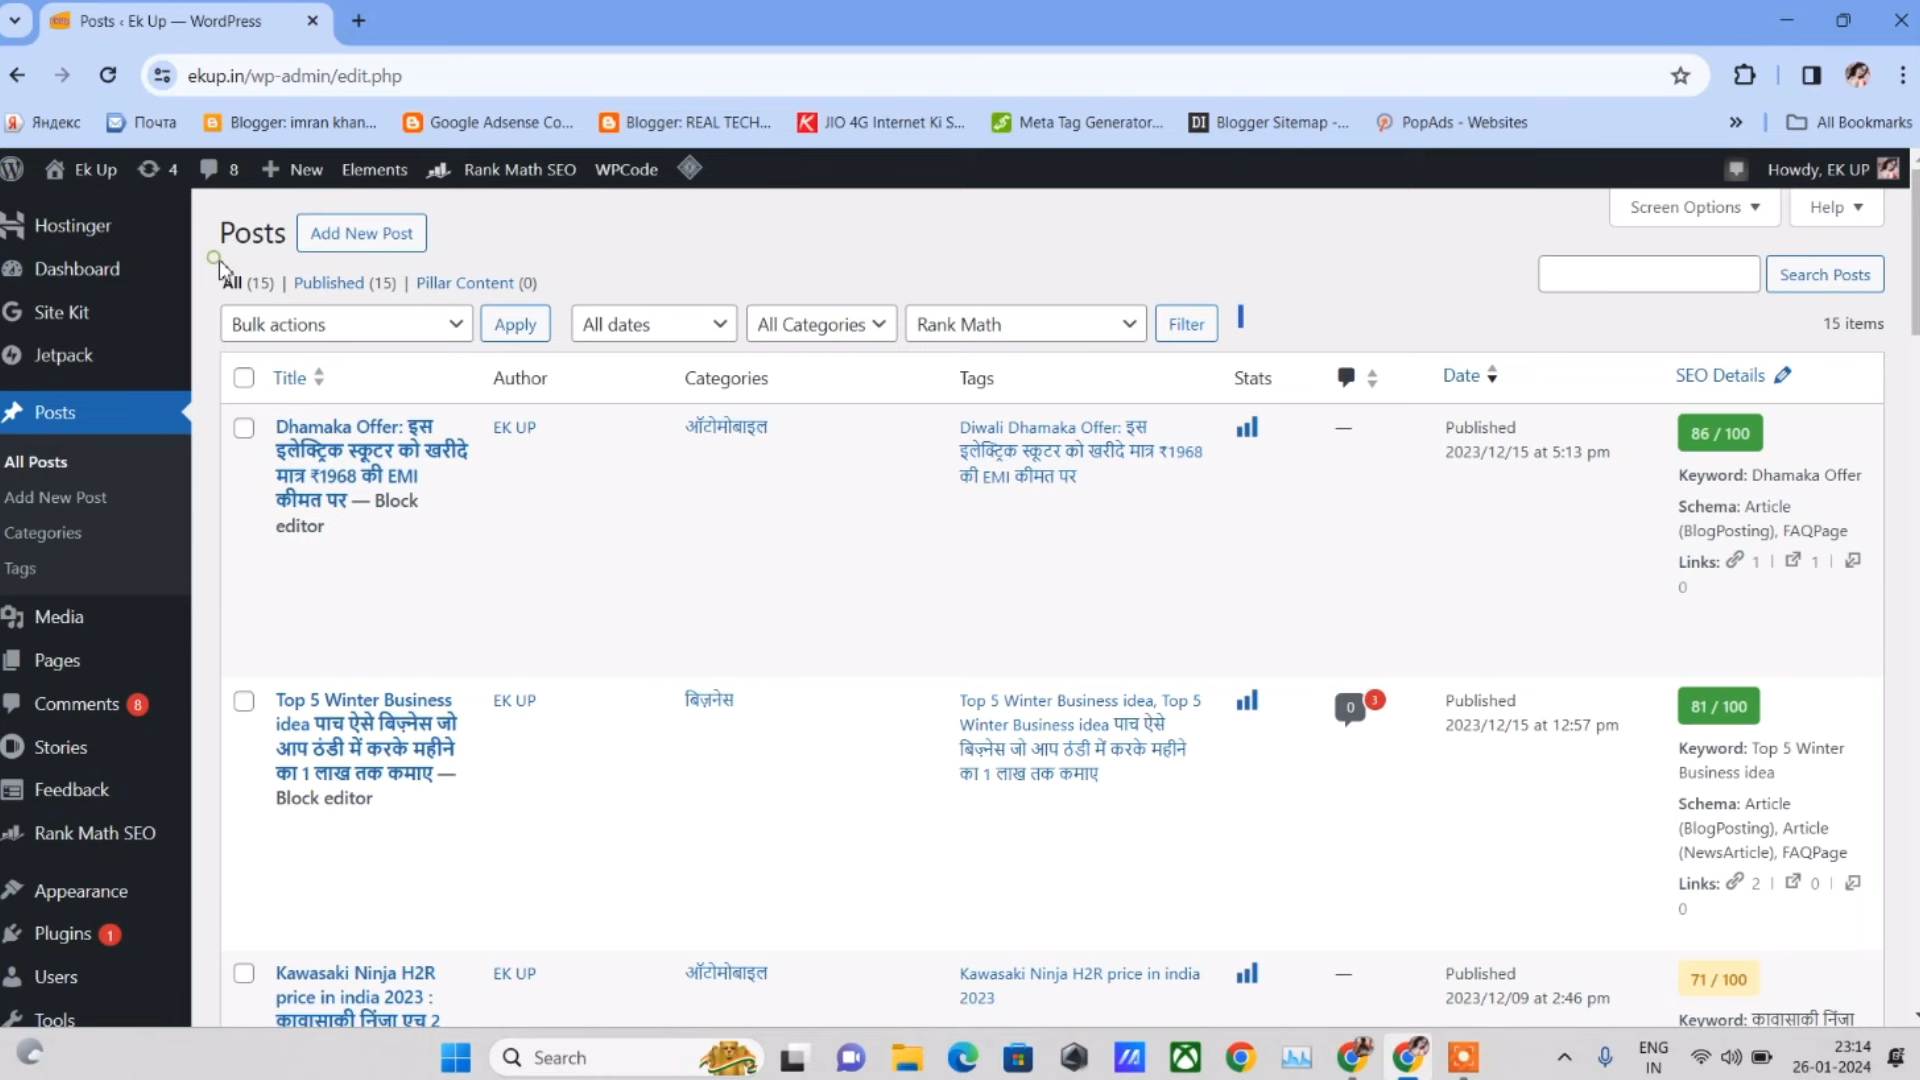 Posts ‹ Ek Up — WordPress
ekup.in/wp-admin/edit.php
Яндекс
Почта
Blogger: imran khan...
Google Adsense Co...
Blogger: REAL TECH...
JIO 4G Internet Ki S...
Meta Tag Generator...
DI Blogger Sitemap -...
PopAds - Websites
»
All Bookmarks
Ek Up 4 8 + New Elements Rank Math SEO WPCode
Howdy, EK UP
Hostinger
Dashboard
Site Kit
Jetpack
Posts
All Posts
Add New Post
Categories
Tags
Media
Pages
Comments 8
Stories
Feedback
Rank Math SEO
Appearance
Plugins 1
Users
Tools
Screen Options Help
Posts Add New Post
All (15) | Published (15) | Pillar Content (0)
Search Posts
Bulk actions Apply All dates All Categories Rank Math Filter
15 items
Title Author Categories Tags Stats Date SEO Details
Dhamaka Offer: इस
इलेक्ट्रिक स्कूटर को खरीदे
मात्र ₹1968 की EMI
कीमत पर — Block
editor
EK UP
ऑटोमोबाइल
Diwali Dhamaka Offer: इस
इलेक्ट्रिक स्कूटर को खरीदे मात्र ₹1968
की EMI कीमत पर
—
Published
2023/12/15 at 5:13 pm
86 / 100
Keyword: Dhamaka Offer
Schema: Article
(BlogPosting), FAQPage
Links: 1 | 1 |
0
Top 5 Winter Business
idea पाच ऐसे बिज़्नेस जो
आप ठंडी में करके महीने
का 1 लाख तक कमाए —
Block editor
EK UP
बिज़नेस
Top 5 Winter Business idea, Top 5
Winter Business idea पाच ऐसे
बिज़्नेस जो आप ठंडी में करके महीने
का 1 लाख तक कमाए
0 3
Published
2023/12/15 at 12:57 pm
81 / 100
Keyword: Top 5 Winter
Business idea
Schema: Article
(BlogPosting), Article
(NewsArticle), FAQPage
Links: 2 | 0 |
0
Kawasaki Ninja H2R
price in india 2023 :
कावासाकी निंजा एच 2
EK UP
ऑटोमोबाइल
Kawasaki Ninja H2R price in india
2023
—
Published
2023/12/09 at 2:46 pm
71 / 100
Keyword: कावासाकी निंजा
Search
ENG
IN
23:14
26-01-2024